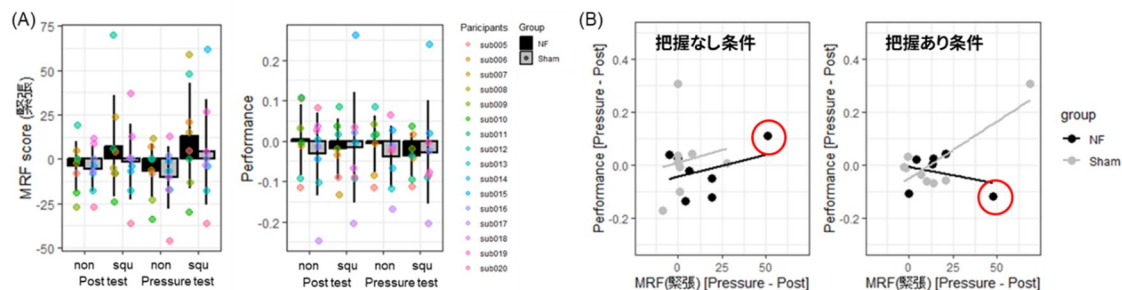 (A)
MRF score (緊張)
75
50
25
0
-25
-50
non squ non squ
Post test Pressure test
Performance
0.2
0.1
0.0
-0.1
-0.2
non squ non squ
Post test Pressure test
Paricipants
sub005
sub006
sub007
sub008
sub009
sub010
sub011
sub012
sub013
sub014
sub015
sub016
sub017
sub018
sub019
sub020
Group
NF
Sham
(B)
把握なし条件
Performance [Pressure - Post]
0.4
0.2
0.0
-0.2
0 25 50
MRF(緊張) [Pressure - Post]
把握あり条件
Performance [Pressure - Post]
0.4
0.2
0.0
-0.2
0 25 50
MRF(緊張) [Pressure - Post]
group
NF
Sham